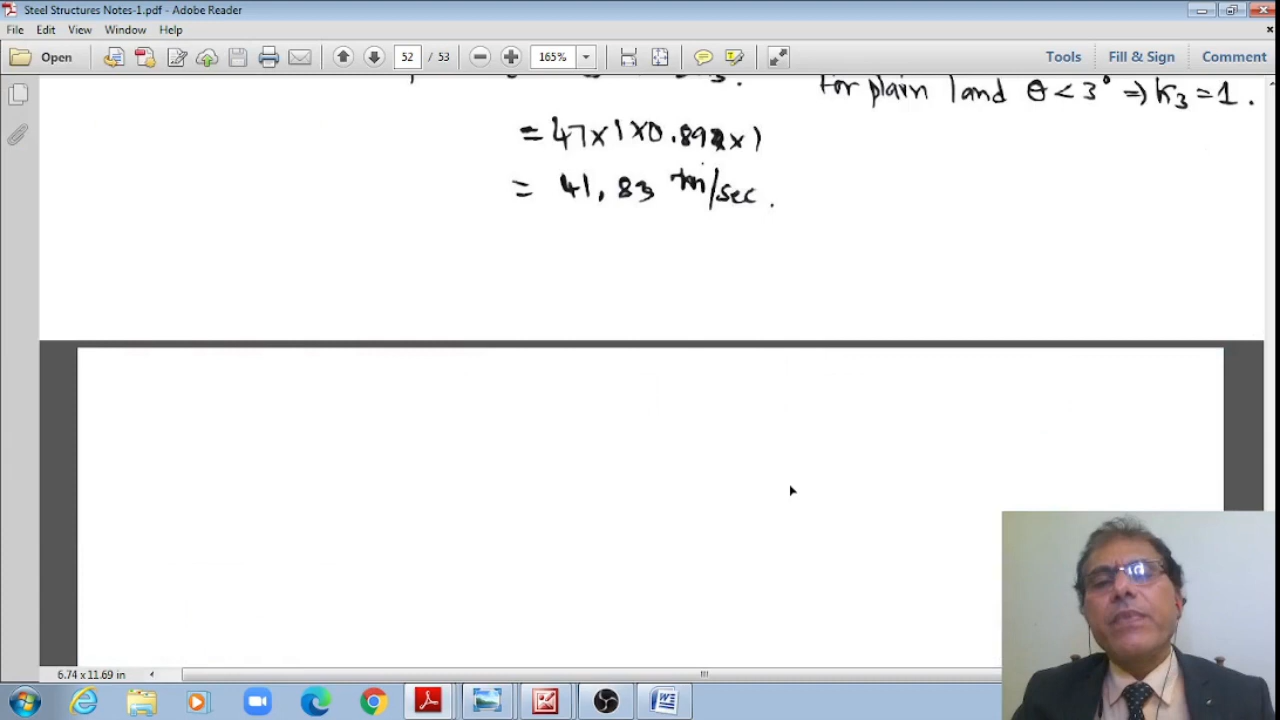 Steel Structures Notes-1.pdf - Adobe Reader
File Edit View Window Help
Open 52 / 53 165% Tools Fill & Sign Comment
For plain land θ < 3° => K3 = 1.
= 47 x 1 x 0.89 x 1
= 41.83 m/sec.
6.74 x 11.69 in